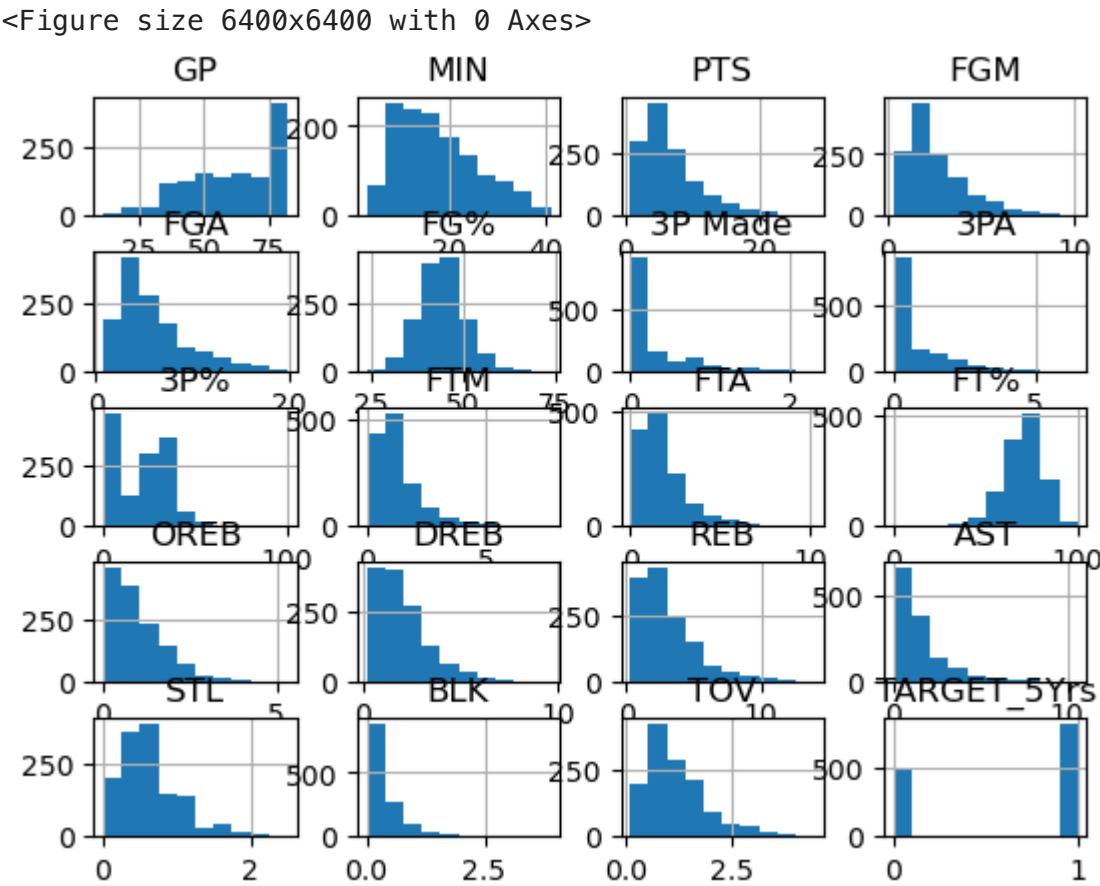 <Figure size 6400x6400 with 0 Axes>
GP MIN PTS FGM
250 200 250 250
0 0 0 0
25 50 75 20 40 0 20 0 10
FGA FG% 3P Made 3PA
250 250 500 500
0 0 0 0
0 20 25 50 75 0 2 0 5
3P% FTM FTA FT%
250 500 500 500
0 0 0 0
0 100 0 5 0 10 0 100
OREB DREB REB AST
250 250 250 500
0 0 0 0
0 5 0 10 0 10 0 10
STL BLK TOV TARGET_5Yrs
250 500 250 500
0 0 0 0
0 2 0.0 2.5 0.0 2.5 0 1